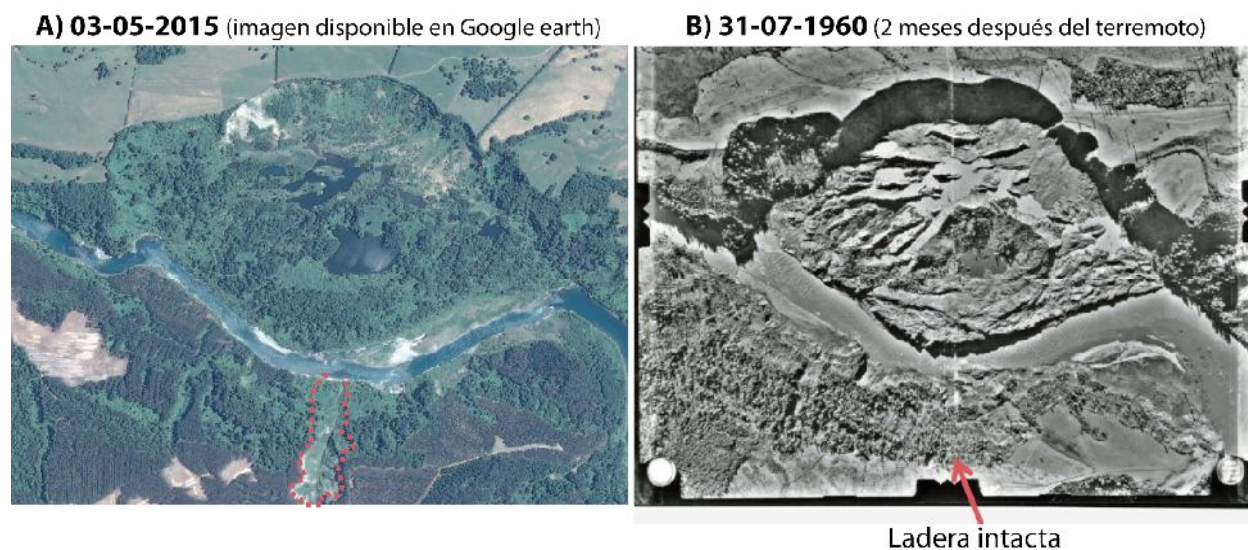 A) 03-05-2015 (imagen disponible en Google earth)
B) 31-07-1960 (2 meses después del terremoto)
Ladera intacta